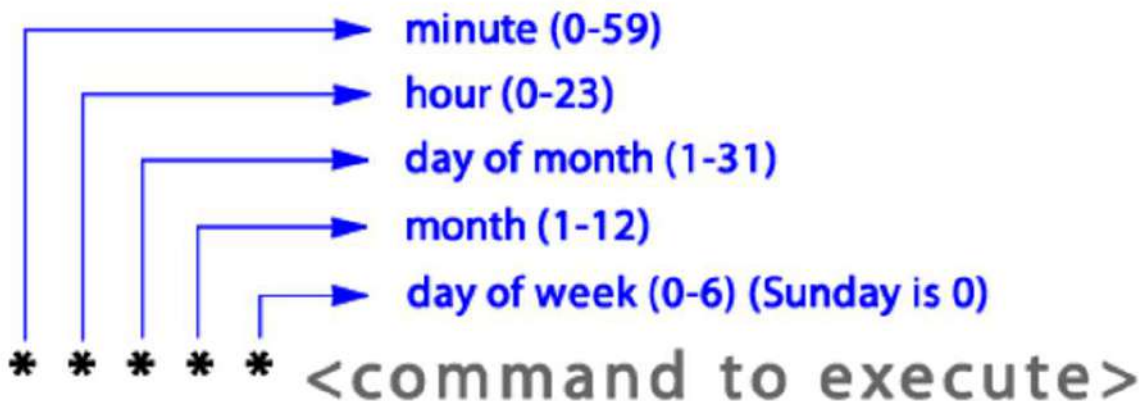 minute (0-59)
hour (0-23)
day of month (1-31)
month (1-12)
day of week (0-6) (Sunday is 0)
* * * * * <command to execute>